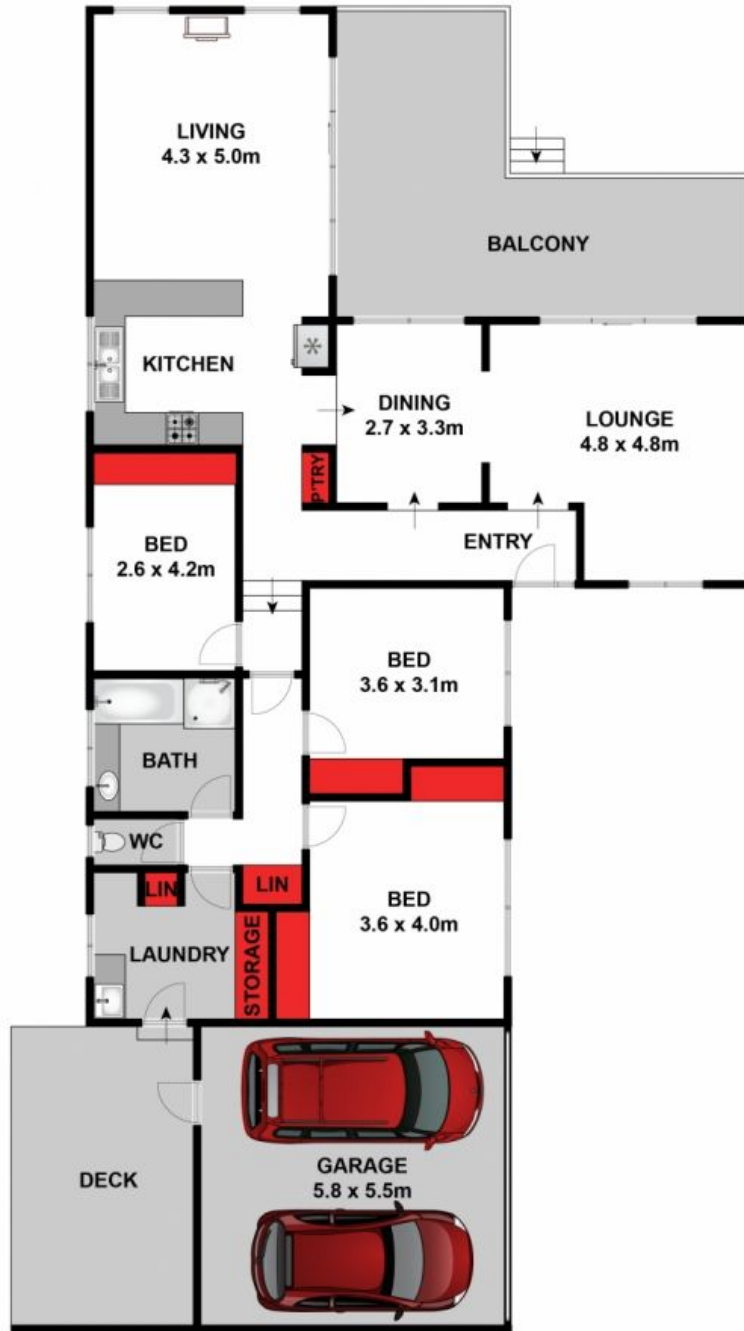 LIVING
4.3 x 5.0m
BALCONY
KITCHEN
DINING
2.7 x 3.3m
LOUNGE
4.8 x 4.8m
P'TRY
ENTRY
BED
2.6 x 4.2m
BED
3.6 x 3.1m
BATH
WC
LIN
LIN
BED
3.6 x 4.0m
LAUNDRY
STORAGE
DECK
GARAGE
5.8 x 5.5m